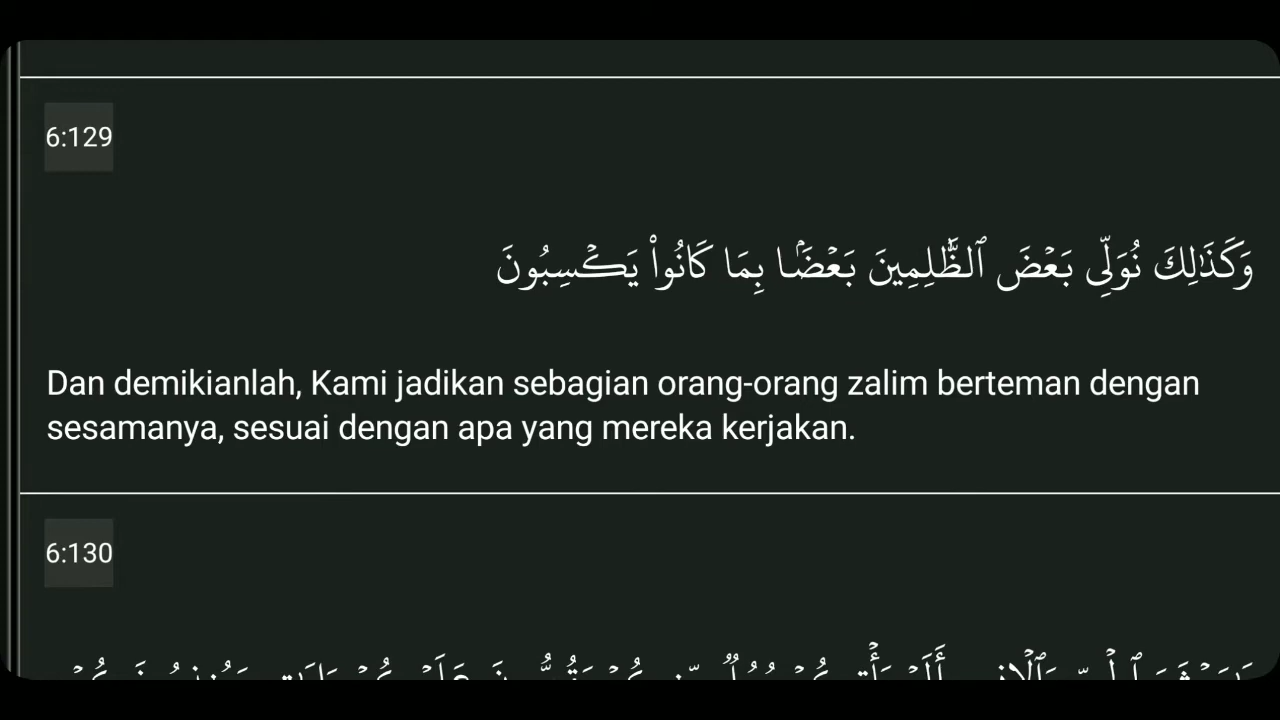 6:129
وَكَذَٰلِكَ نُوَلِّى بَعْضَ ٱلظَّٰلِمِينَ بَعْضًۢا بِمَا كَانُوا۟ يَكْسِبُونَ
Dan demikianlah, Kami jadikan sebagian orang-orang zalim berteman dengan
sesamanya, sesuai dengan apa yang mereka kerjakan.
6:130